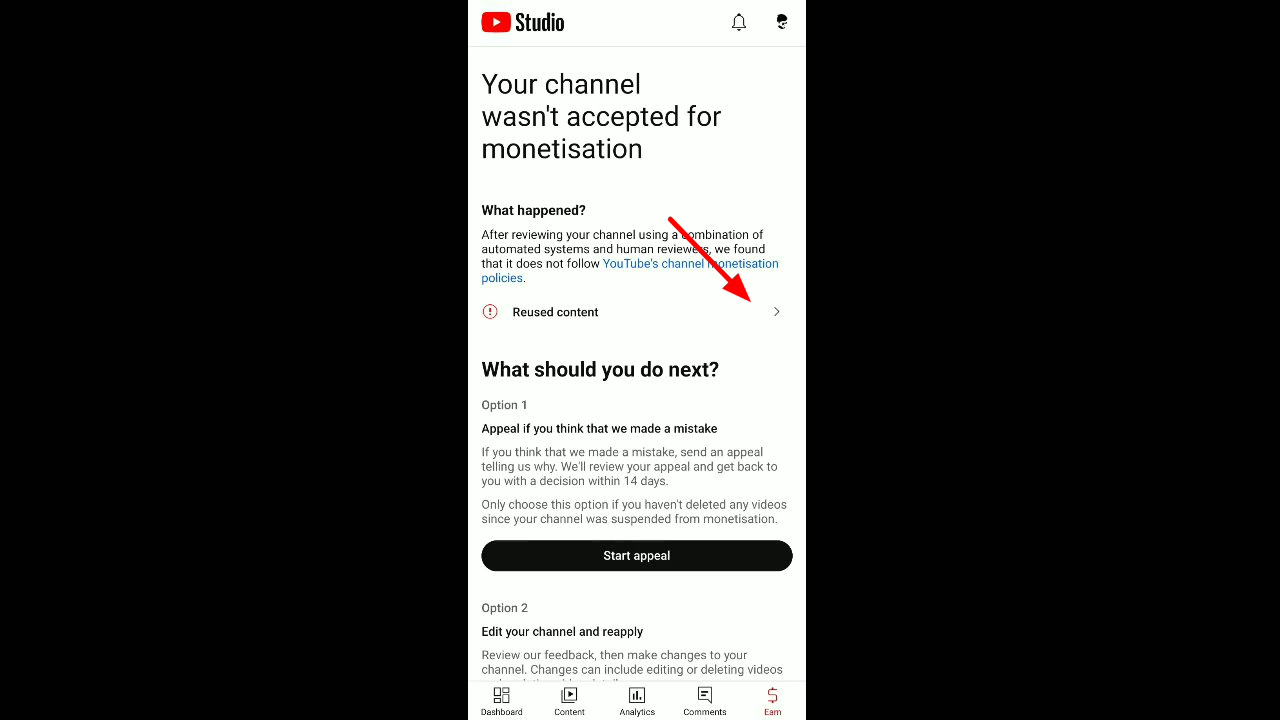 Studio
Your channel
wasn't accepted for
monetisation
What happened?
After reviewing your channel using a combination of
automated systems and human reviewers, we found
that it does not follow YouTube's channel monetisation
policies.
Reused content
What should you do next?
Option 1
Appeal if you think that we made a mistake
If you think that we made a mistake, send an appeal
telling us why. We'll review your appeal and get back to
you with a decision within 14 days.
Only choose this option if you haven't deleted any videos
since your channel was suspended from monetisation.
Start appeal
Option 2
Edit your channel and reapply
Review our feedback, then make changes to your
channel. Changes can include editing or deleting videos
Dashboard
Content
Analytics
Comments
Earn